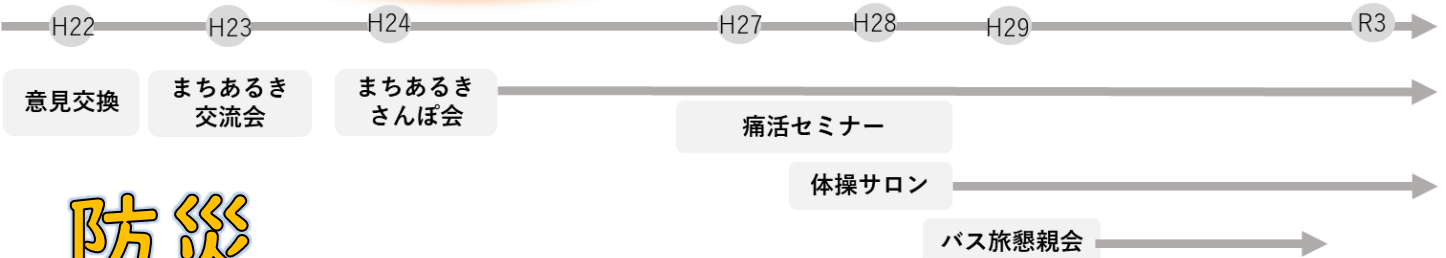 H22 H23 H24 H27 H28 H29 R3
意見交換
まちあるき
交流会
まちあるき
さんぽ会
痛活セミナー
体操サロン
バス旅懇親会
防災